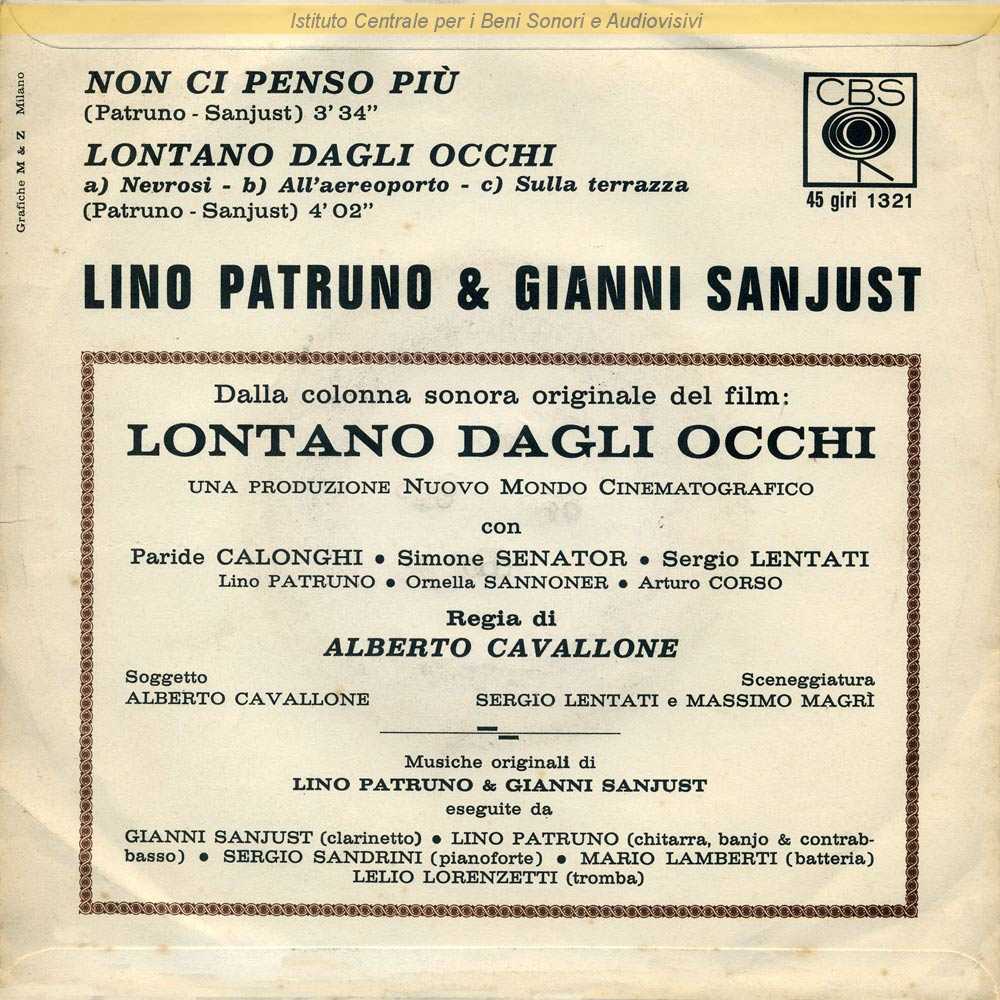 Istituto Centrale per i Beni Sonori e Audiovisivi
NON CI PENSO PIÙ
(Patruno - Sanjust) 3' 34"
LONTANO DAGLI OCCHI
a) Nevrosi - b) All'aereoporto - c) Sulla terrazza
(Patruno - Sanjust) 4' 02"
CBS
45 giri 1321
Grafiche M & Z Milano
LINO PATRUNO & GIANNI SANJUST
Dalla colonna sonora originale del film:
LONTANO DAGLI OCCHI
UNA PRODUZIONE NUOVO MONDO CINEMATOGRAFICO
con
Paride CALONGHI • Simone SENATOR • Sergio LENTATI
Lino PATRUNO • Ornella SANNONER • Arturo CORSO
Regia di
ALBERTO CAVALLONE
Soggetto
ALBERTO CAVALLONE
Sceneggiatura
SERGIO LENTATI e MASSIMO MAGRÌ
Musiche originali di
LINO PATRUNO & GIANNI SANJUST
eseguite da
GIANNI SANJUST (clarinetto) • LINO PATRUNO (chitarra, banjo & contrab-
basso) • SERGIO SANDRINI (pianoforte) • MARIO LAMBERTI (batteria)
LELIO LORENZETTI (tromba)